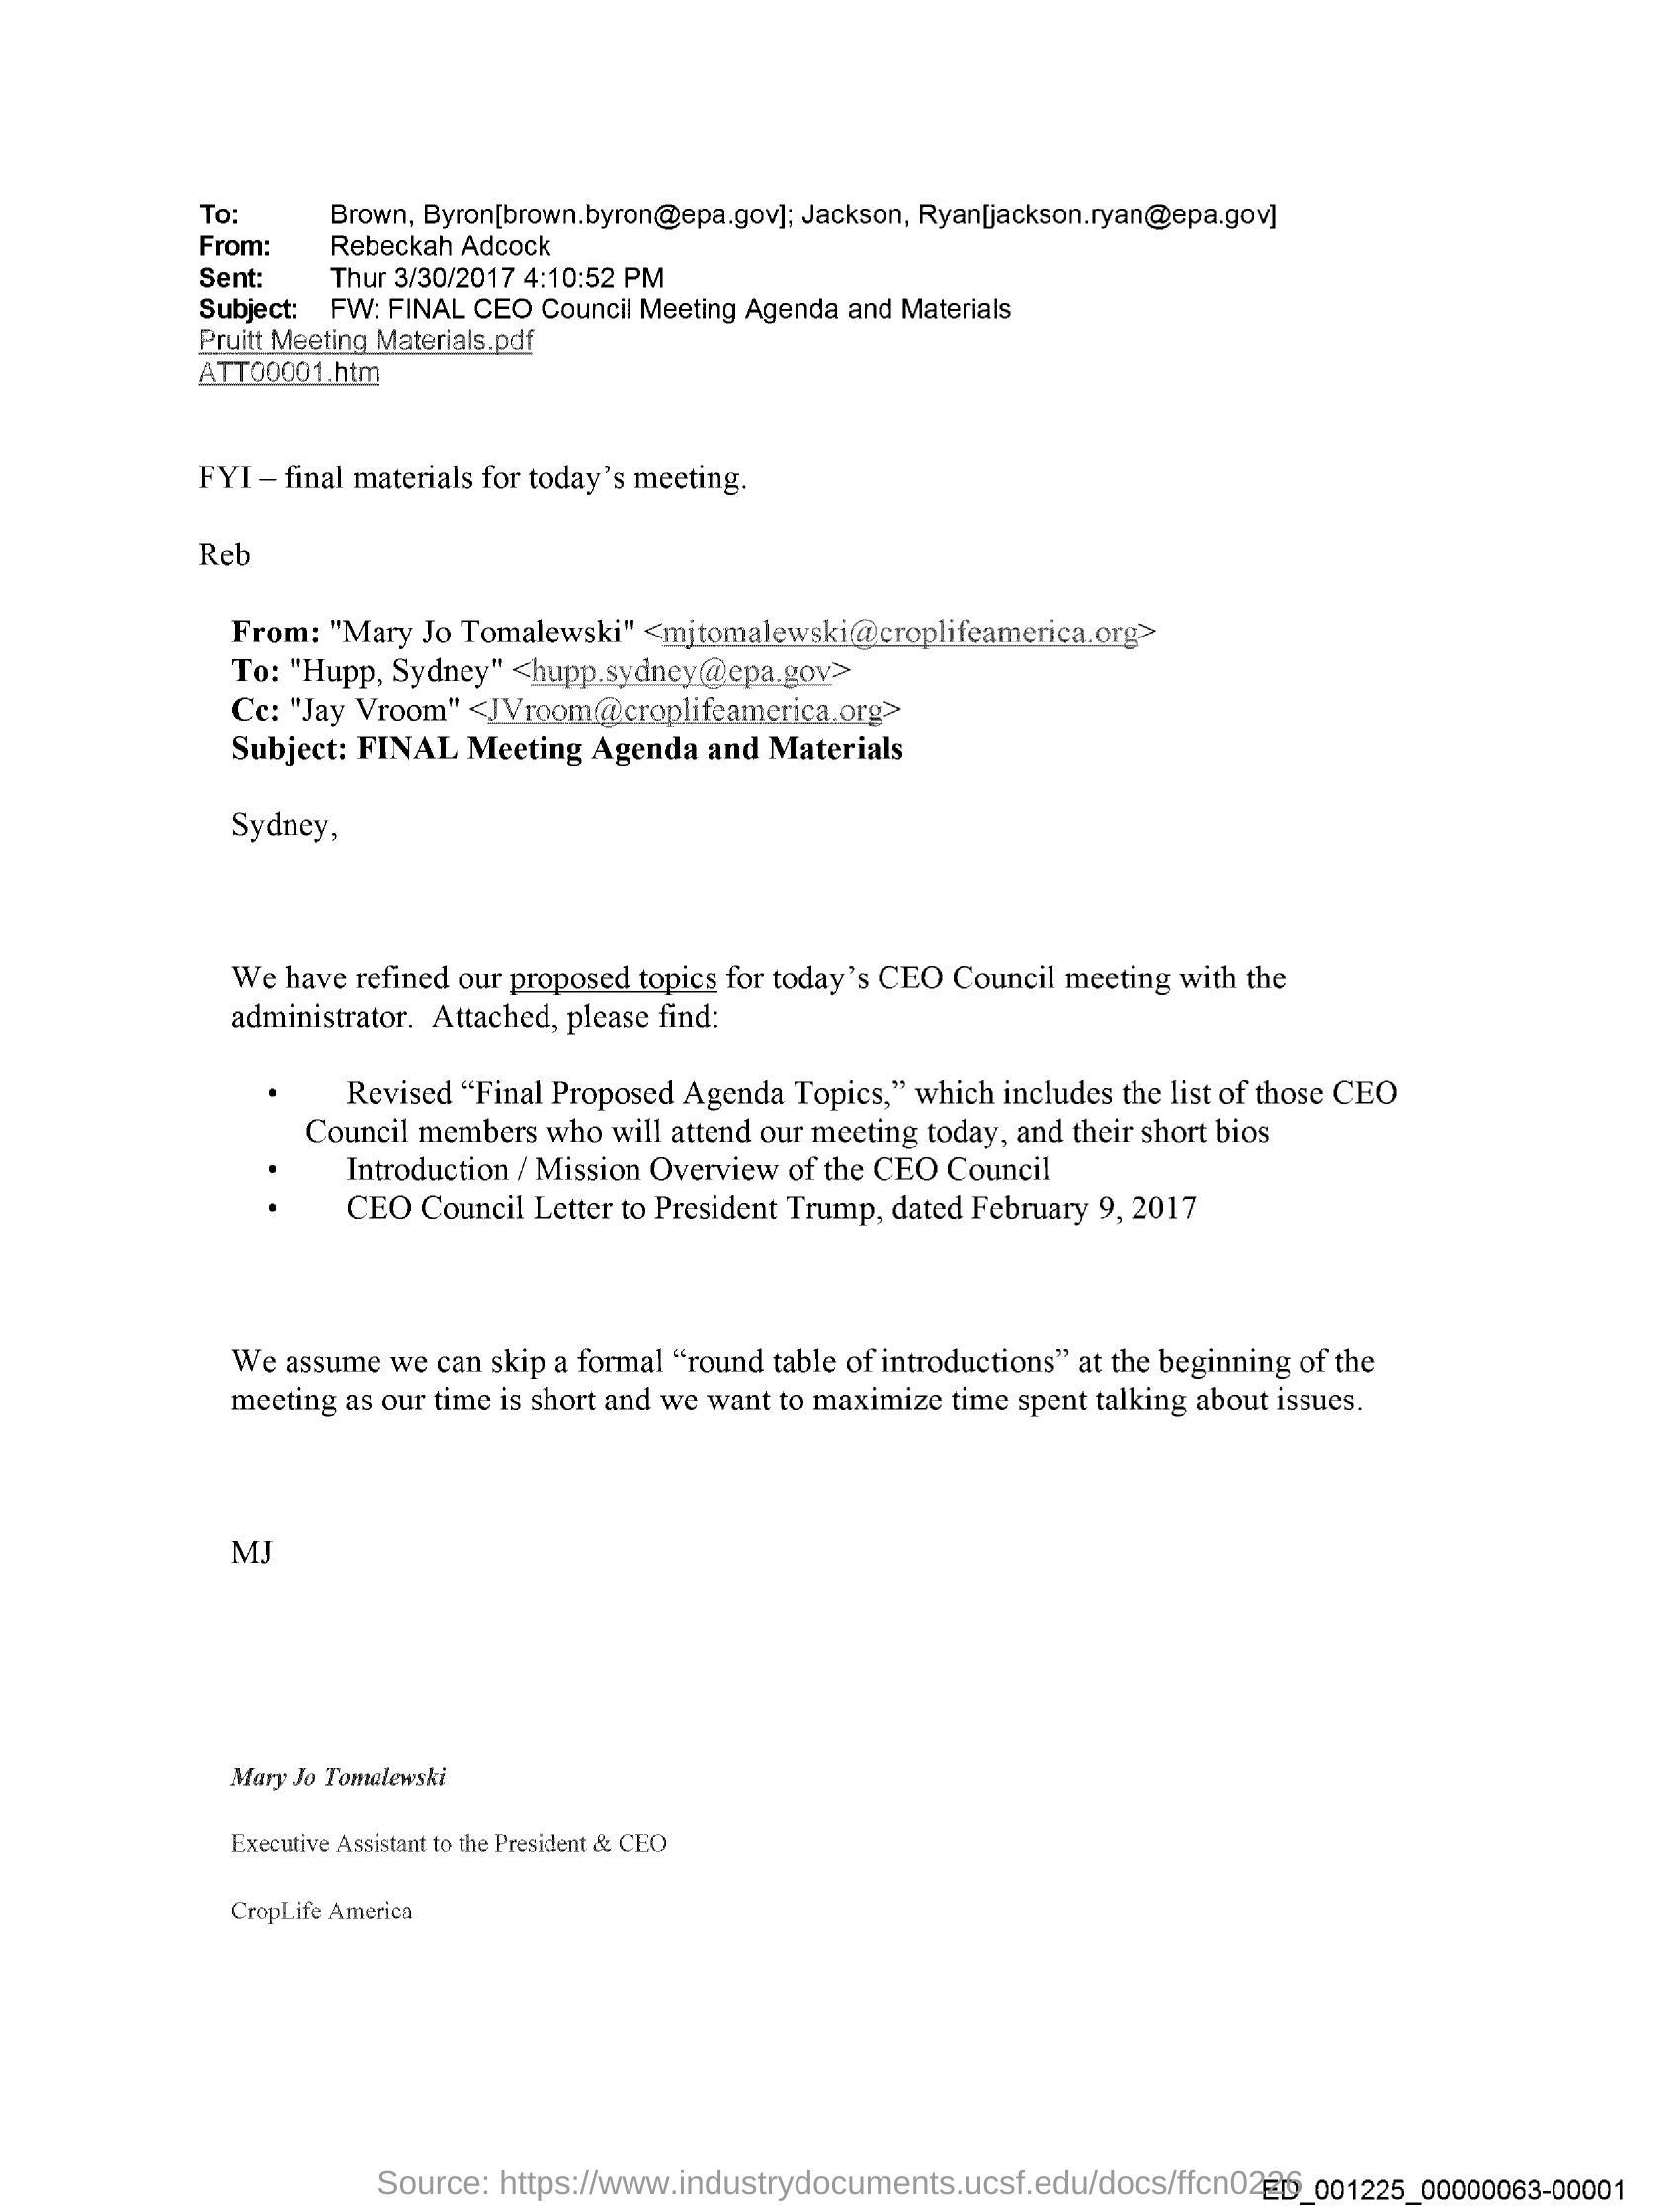 To: Brown, Byron[brown.byron@epa.gov]; Jackson, Ryan[jackson.ryan@epa.gov]
From: Rebeckah Adcock
Sent: Thur 3/30/2017 4:10:52 PM
Subject: FW: FINAL CEO Council Meeting Agenda and Materials
Pruitt Meeting Materials.pdf
ATT00001.htm
FYI – final materials for today's meeting.
Reb
From: "Mary Jo Tomalewski" <mjtomalewski@croplifeamerica.org>
To: "Hupp, Sydney" <hupp.sydney@epa.gov>
Cc: "Jay Vroom" <JVroom@croplifeamerica.org>
Subject: FINAL Meeting Agenda and Materials
Sydney,
We have refined our proposed topics for today's CEO Council meeting with the
administrator. Attached, please find:
• Revised “Final Proposed Agenda Topics,” which includes the list of those CEO
Council members who will attend our meeting today, and their short bios
• Introduction / Mission Overview of the CEO Council
• CEO Council Letter to President Trump, dated February 9, 2017
We assume we can skip a formal “round table of introductions” at the beginning of the
meeting as our time is short and we want to maximize time spent talking about issues.
MJ
Mary Jo Tomalewski
Executive Assistant to the President & CEO
CropLife America
Source: https://www.industrydocuments.ucsf.edu/docs/ffcn0226
ED_001225_00000063-00001